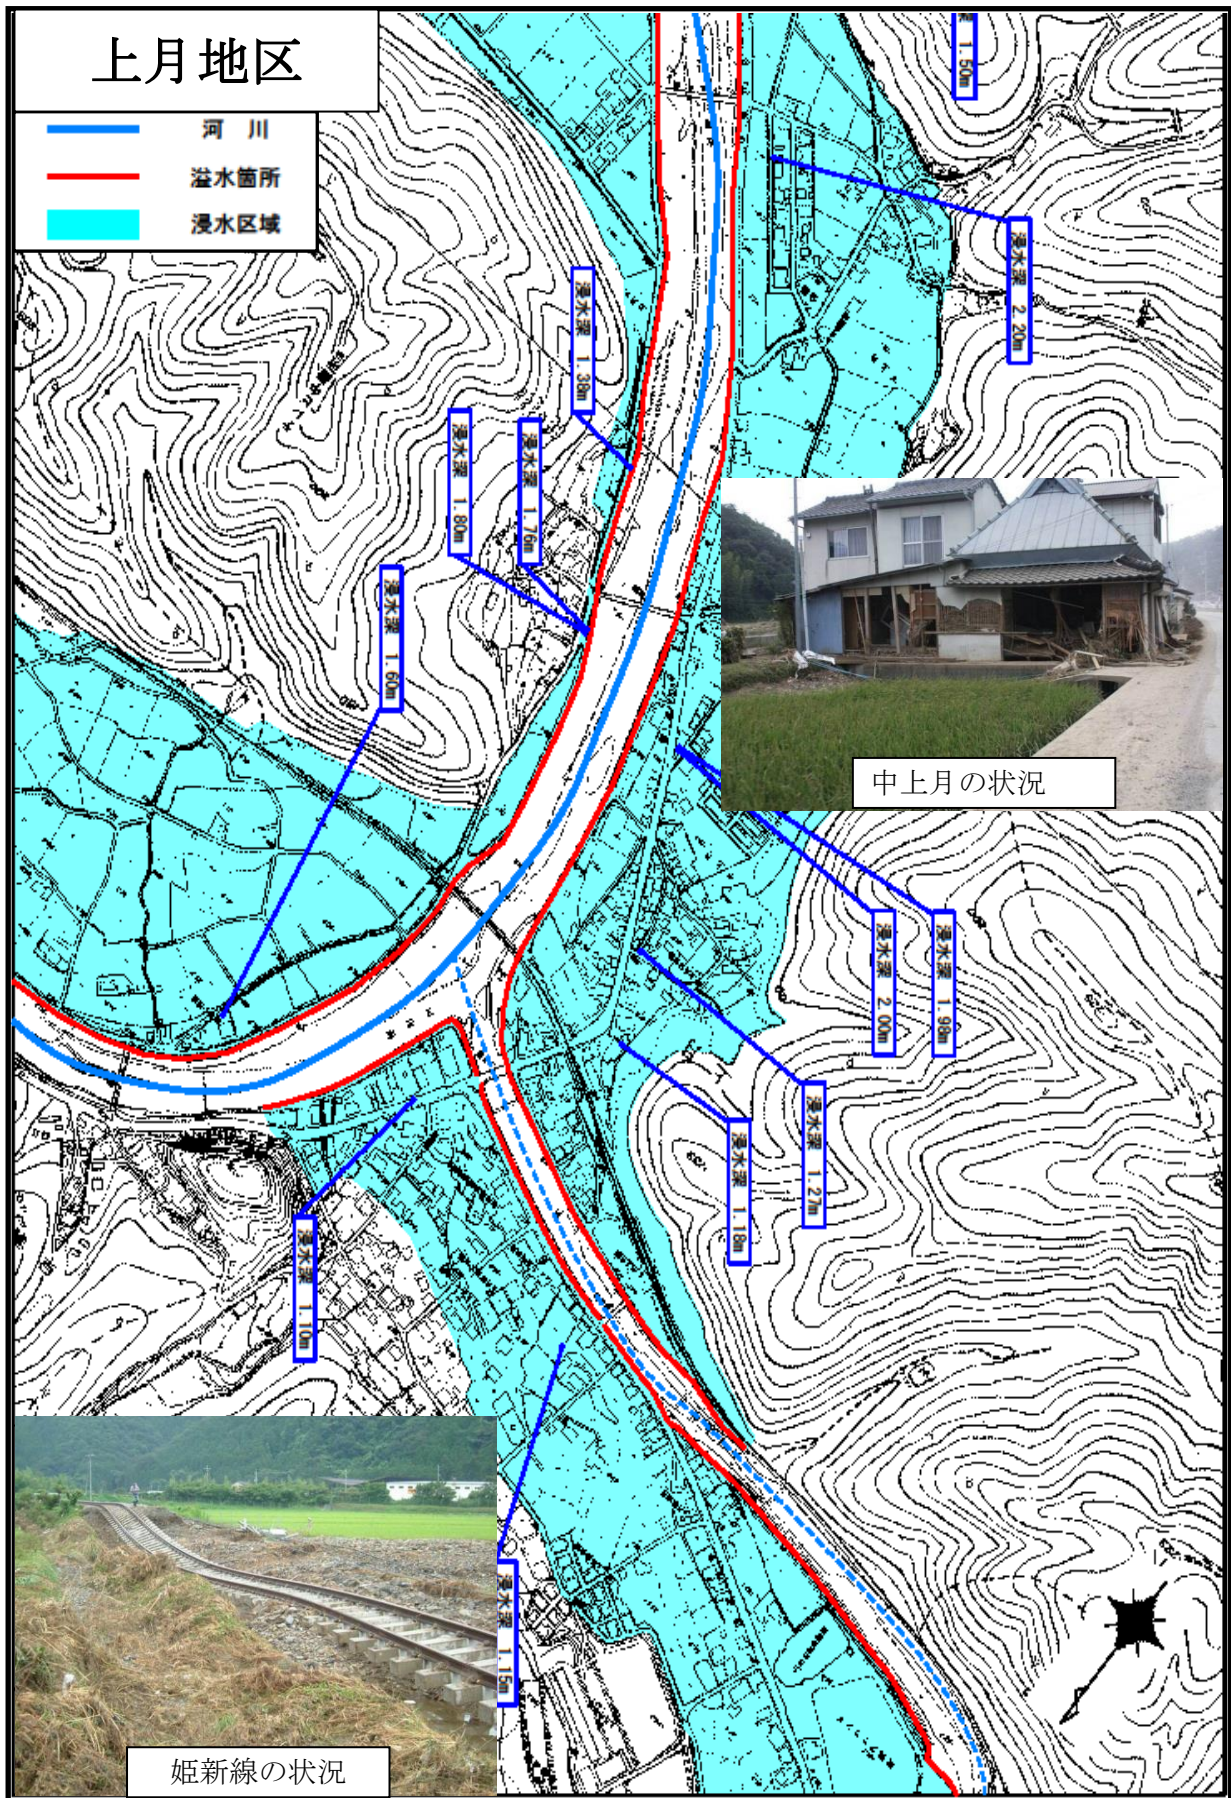 上月地区
河 川
溢水箇所
浸水区域
浸水深 1.50m
浸水深 2.20m
浸水深 1.38m
浸水深 1.76m
浸水深 1.80m
浸水深 1.60m
中上月の状況
浸水深 1.98m
浸水深 2.00m
浸水深 1.27m
浸水深 1.18m
浸水深 1.10m
浸水深 1.15m
姫新線の状況